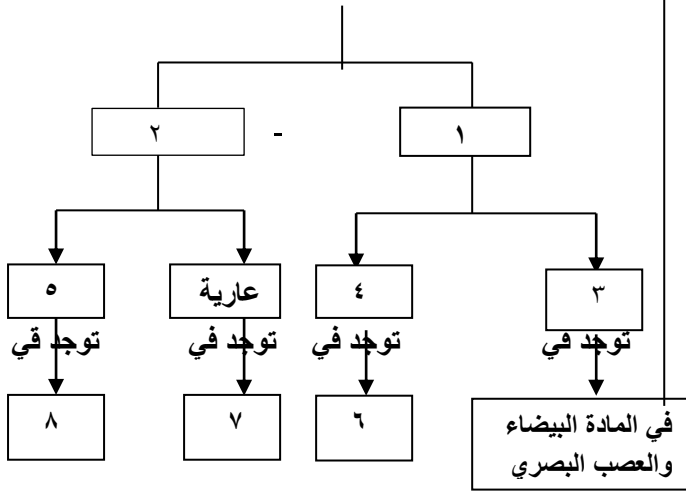 ١
-
٢
٣
٤
عارية
٥
توجد في
توجد في
توجد في
توجد قي
في المادة البيضاء
والعصب البصري
٦
٧
٨